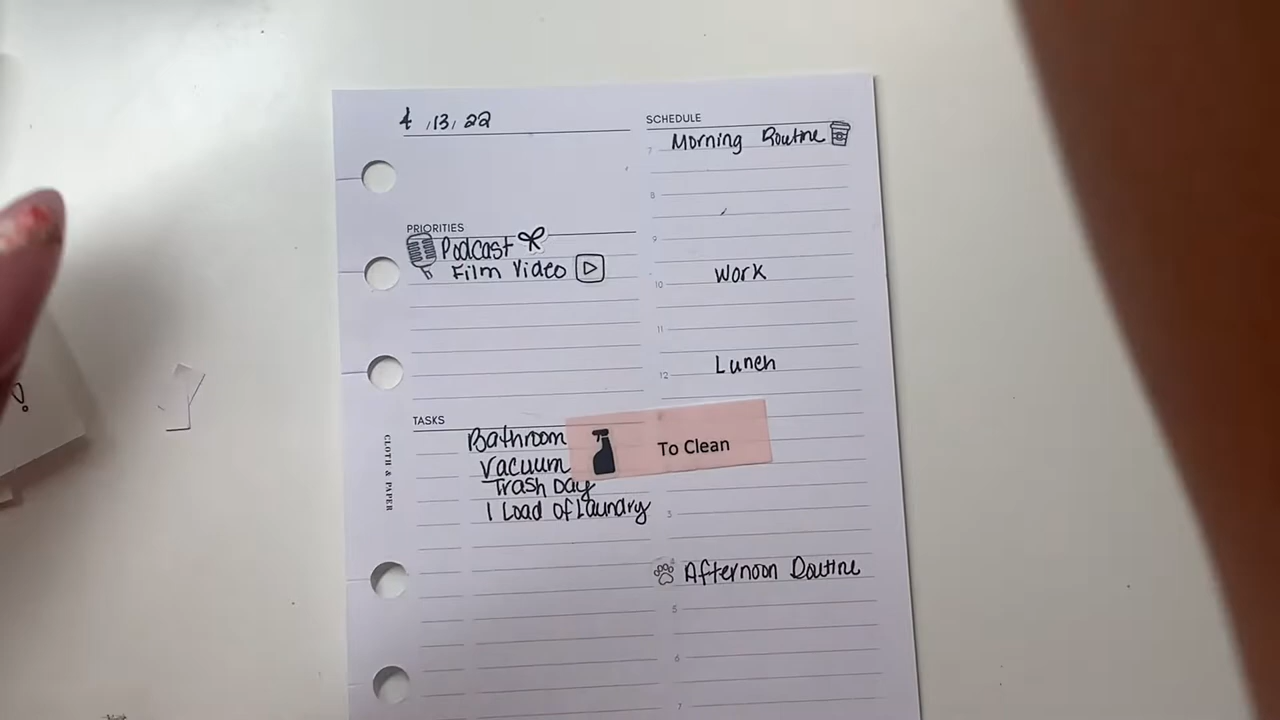 4,13,22
PRIORITIES
Podcast
Film Video
TASKS
Bathroom
Vacuum
Trash Day
1 Load of Laundry
To Clean
SCHEDULE
7 Morning Routine
8
9
Work
10
11
Lunch
12
3
Afternoon Routine
5
6
7
CLOTH & PAPER